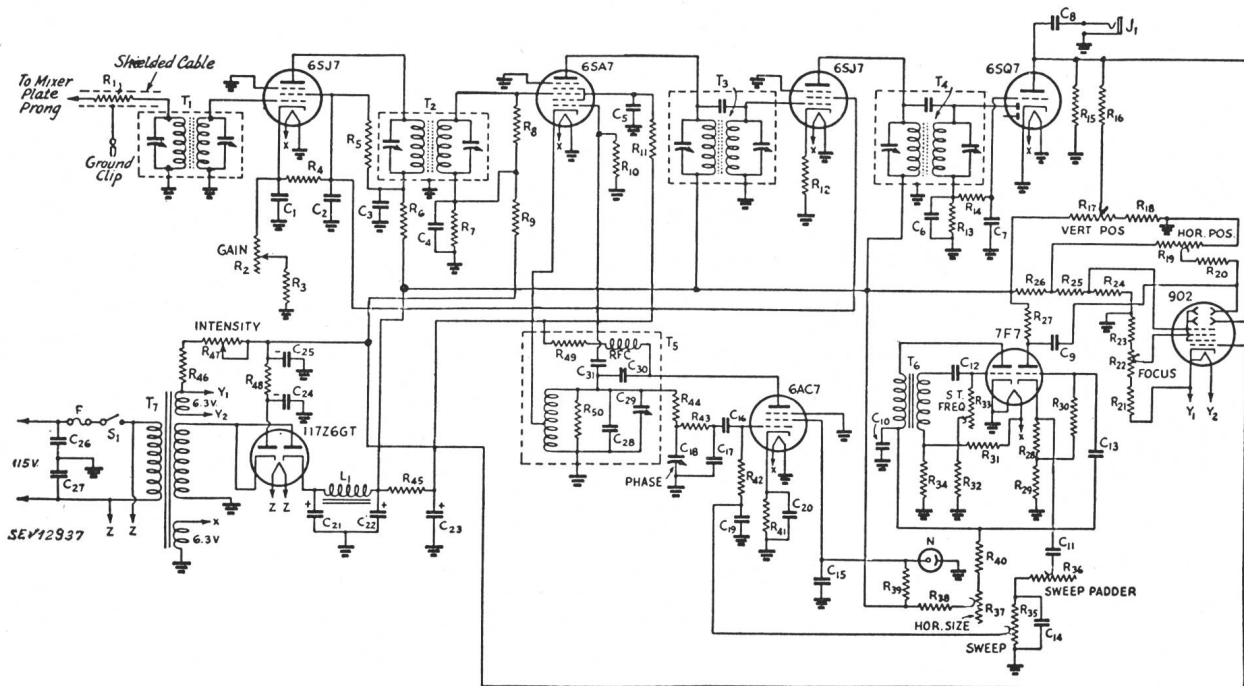 To Mixer
Plate
Prong
R1
Shielded Cable
Ground
Clip
T1
6SJ7
X
R4
C1
C2
GAIN
R2
R3
R5
C3
R6
T2
C4
R7
R8
R9
6SA7
X
C5
R10
R11
T3
6SJ7
X
R12
T4
C6
R13
R14
C7
6SQ7
X
C8
J1
R15
R16
R17
VERT POS
R18
HOR. POS.
R19
R20
R26
R25
R24
902
R23
R22
FOCUS
R21
Y1
Y2
INTENSITY
R47
R46
R48
C25
C24
T7
6.3V
Y1
Y2
117Z6GT
F
S1
C26
115V.
C27
Z
Z
Z
Z
X
6.3V
L1
R45
C21
C22
C23
SEV12937
R49
RFC
T5
C31
C30
R50
C28
C29
R44
R43
C16
C18
C17
PHASE
6AC7
X
R42
C19
R41
C20
C15
N
R39
R38
R40
R37
HOR. SIZE
R27
C9
7F7
X
T6
C12
C10
S.T.
FREQ
R33
R30
R31
R28
R29
R34
R32
C13
C11
R36
SWEEP PADDER
R35
C14
SWEEP